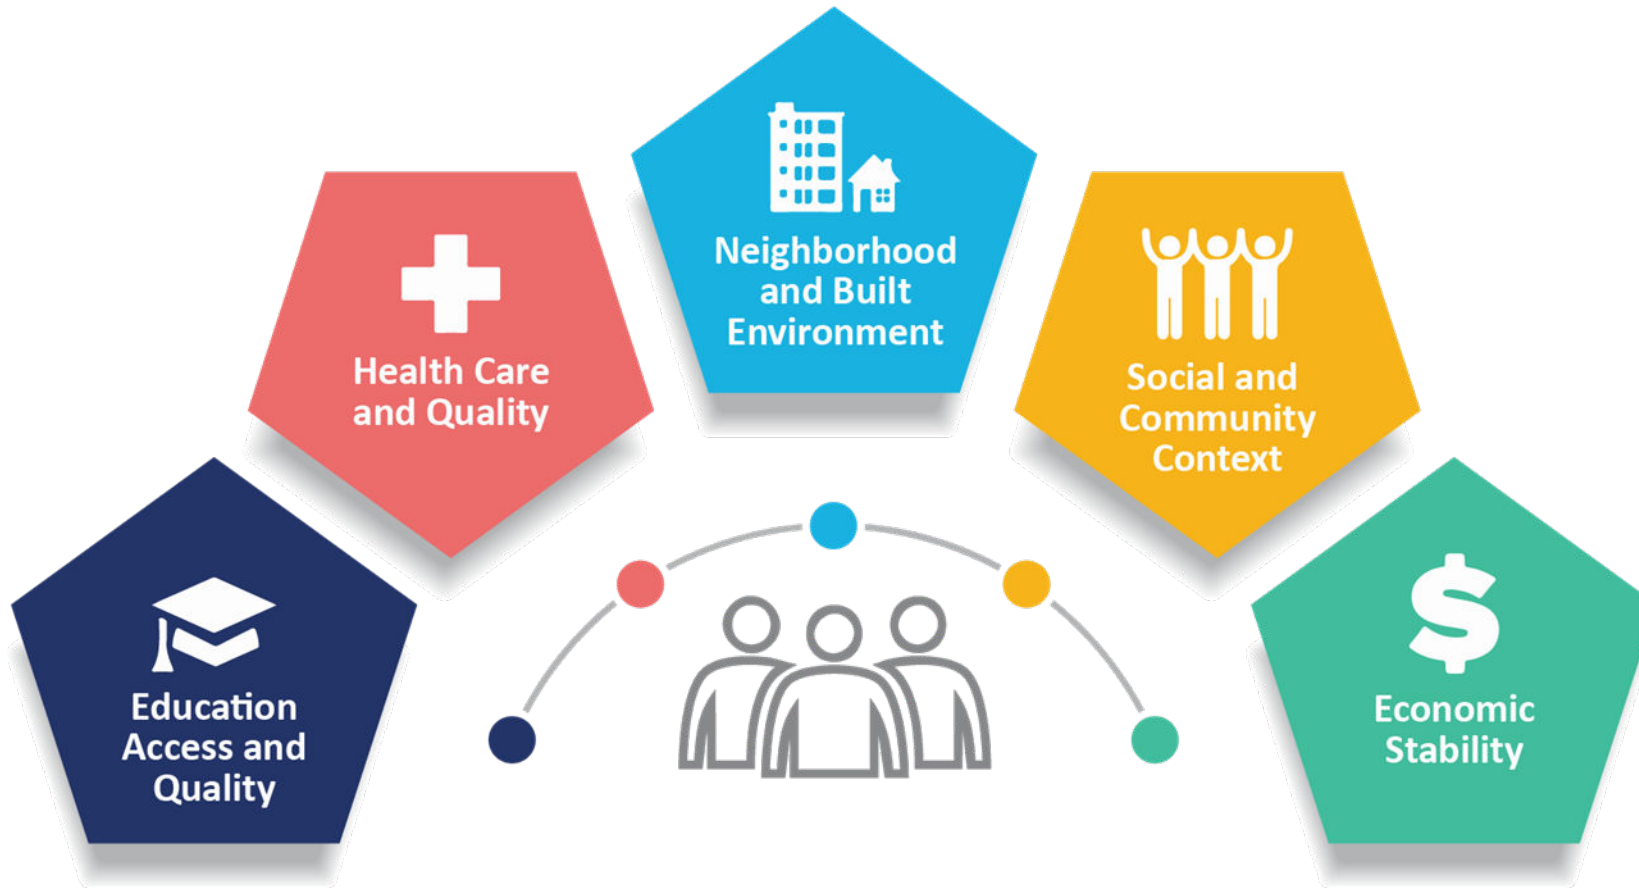 Education
Access and
Quality
Health Care
and Quality
Neighborhood
and Built
Environment
Social and
Community
Context
Economic
Stability